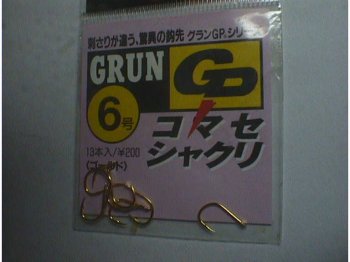 刺さりが違う、驚異の鈎先 グランGP.シリーズ
GRUN GP
6号
コマセ
シャクリ
13本入/¥200
(ゴールド)